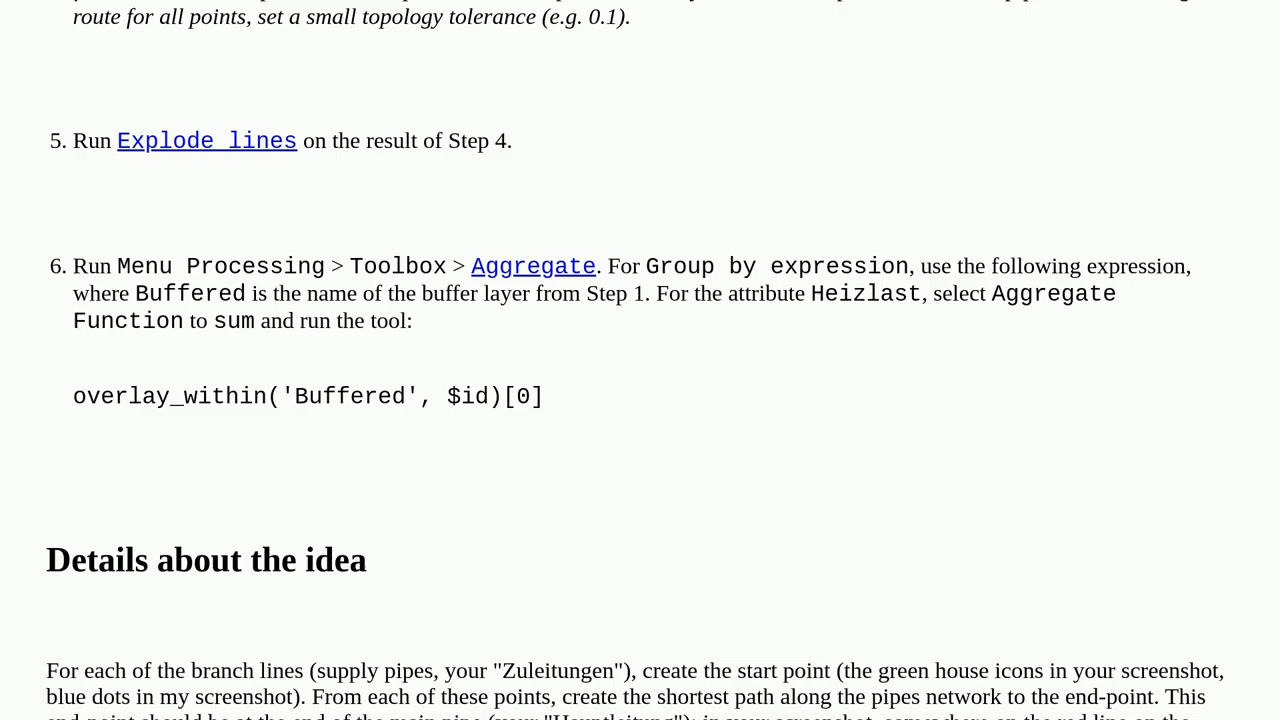 route for all points, set a small topology tolerance (e.g. 0.1).
5. Run Explode lines on the result of Step 4.
6. Run Menu Processing > Toolbox > Aggregate. For Group by expression, use the following expression,
where Buffered is the name of the buffer layer from Step 1. For the attribute Heizlast, select Aggregate
Function to sum and run the tool:
overlay_within('Buffered', $id)[0]
Details about the idea
For each of the branch lines (supply pipes, your "Zuleitungen"), create the start point (the green house icons in your screenshot,
blue dots in my screenshot). From each of these points, create the shortest path along the pipes network to the end-point. This